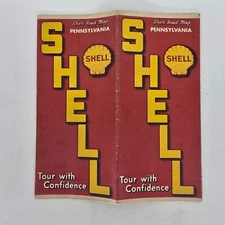 Shell Road Map
PENNSYLVANIA
SHELL
SHELL
Tour with
Confidence
Shell Road Map
PENNSYLVANIA
SHELL
SHELL
Tour with
Confidence